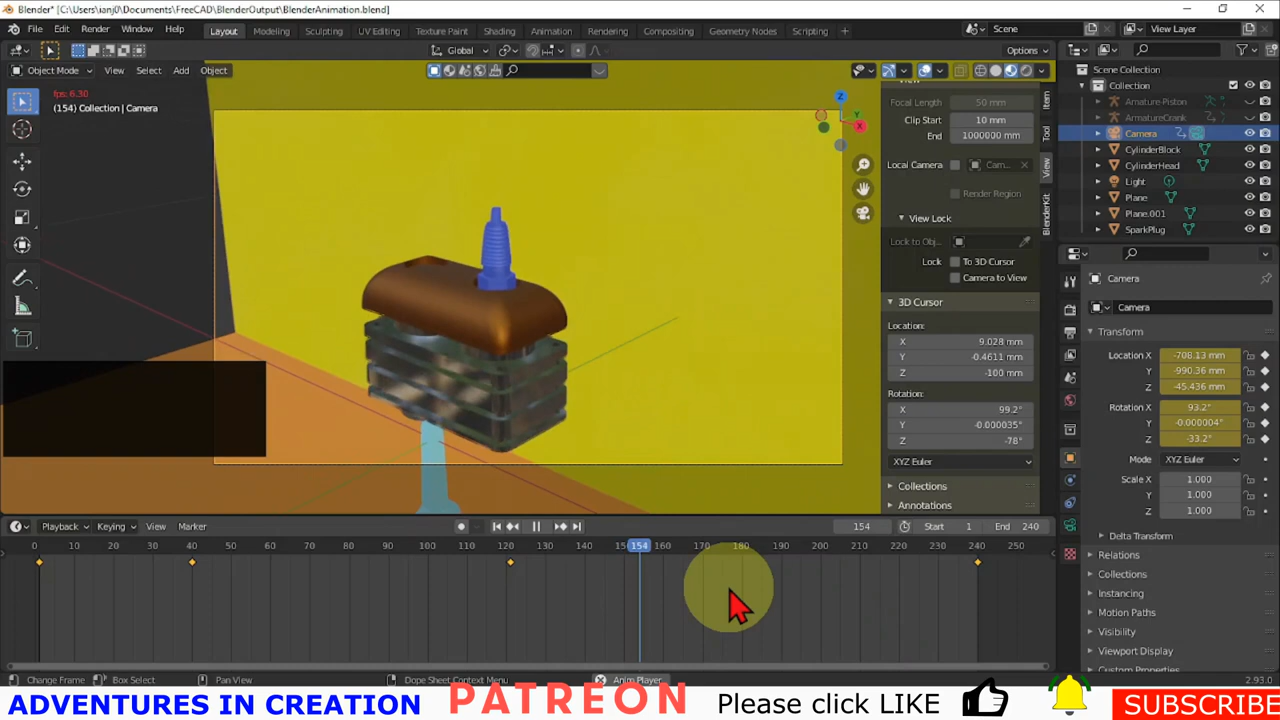 Blender* [C:\Users\ianj0\Documents\FreeCAD\BlenderOutput\BlenderAnimation.blend]
File Edit Render Window Help Layout Modeling Sculpting UV Editing Texture Paint Shading Animation Rendering Compositing Geometry Nodes Scripting + Scene View Layer
Global Options
Object Mode View Select Add Object
fps: 6.30
(154) Collection | Camera
Z
Y
X
View
Focal Length 50 mm
Clip Start 10 mm
End 1000000 mm
Local Camera Cam...
Render Region
View Lock
Lock to Obj...
Lock To 3D Cursor
Camera to View
3D Cursor
Location:
X 9.028 mm
Y -0.4611 mm
Z -100 mm
Rotation:
X 99.2°
Y -0.000035°
Z -78°
XYZ Euler
Collections
Annotations
Item
Tool
View
BlenderKit
Scene Collection
Collection
Amature-Piston
ArmatureCrank
Camera
CylinderBlock
CylinderHead
Light
Plane
Plane.001
SparkPlug
Camera
Camera
Transform
Location X -708.13 mm
Y -990.36 mm
Z -45.436 mm
Rotation X 93.2°
Y -0.000004°
Z -33.2°
Mode XYZ Euler
Scale X 1.000
Y 1.000
Z 1.000
Delta Transform
Relations
Collections
Instancing
Motion Paths
Visibility
Viewport Display
Custom Properties
Playback Keying View Marker 154 Start 1 End 240
0 10 20 30 40 50 60 70 80 90 100 110 120 130 140 154 160 170 180 190 200 210 220 230 240 250
Change Frame Box Select Pan View Dope Sheet Context Menu Anim Player 2.93.0
ADVENTURES IN CREATION PATREON Please click LIKE SUBSCRIBE